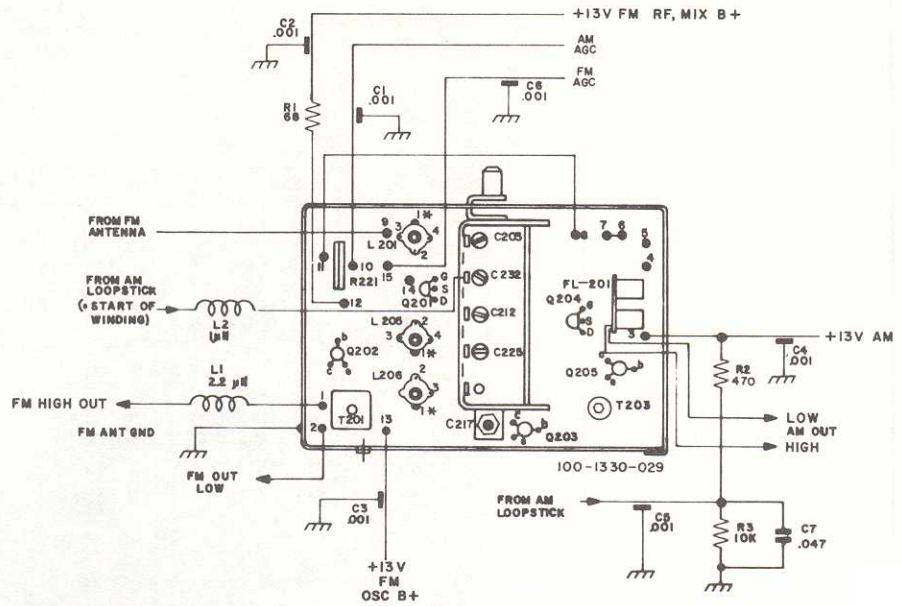 +13V FM RF, MIX B+
C2
.001
AM
AGC
FM
AGC
C6
.001
C1
.001
R1
68
FROM FM
ANTENNA
9
1*
3
4
L201
2
8
7
6
5
4
C205
11
10
R221
15
C232
14
G
S
D
Q201
FL-201
FROM AM
LOOPSTICK
(• START OF
WINDING)
12
L2
1μH
Q204
G
S
D
C212
L205
2
3
4
1*
3
+13V AM
C4
.001
b
Q202
c
e
C225
L206
2
3
1*
Q205
c
b
e
R2
470
L1
2.2 μH
FM HIGH OUT
1
T201
T203
LOW
AM OUT
HIGH
FM ANT GND
2
13
C217
c
b
e
Q203
100-1330-029
FM OUT
LOW
C3
.001
FROM AM
LOOPSTICK
C5
.001
R3
10K
C7
.047
+13V
FM
OSC B+